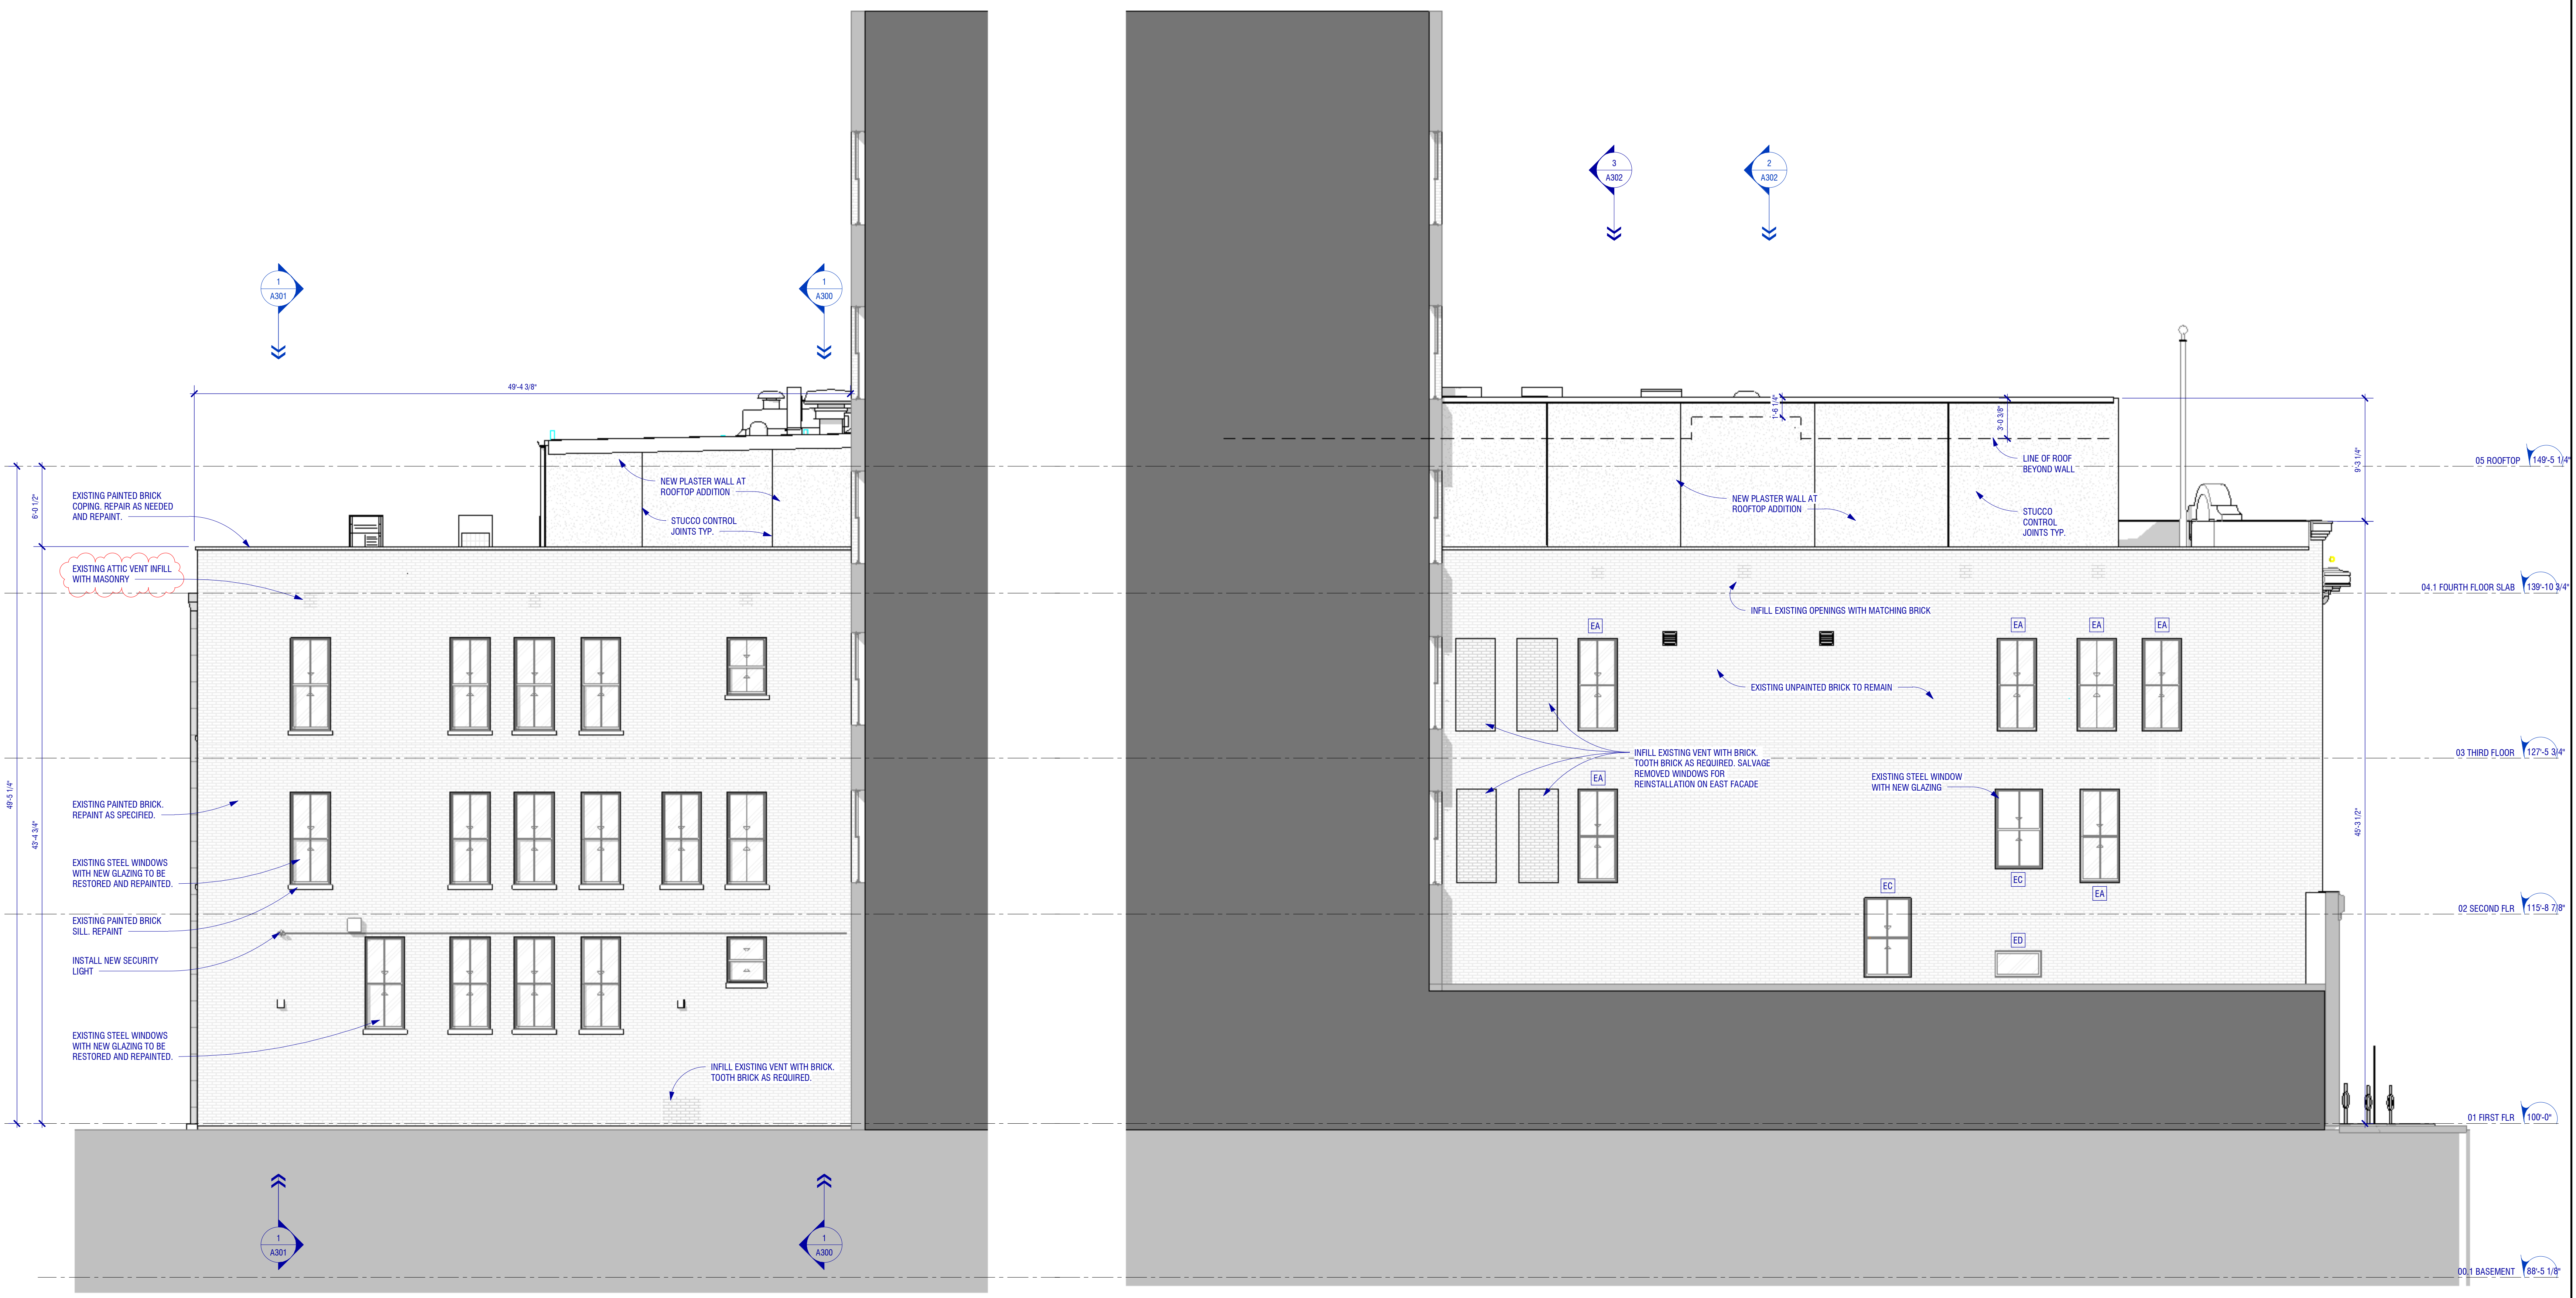 3
A302
2
A302
1
A301
1
A300
49'-4 3/8"
1'-6 1/4"
3'-0 3/8"
9'-3 1/4"
LINE OF ROOF
BEYOND WALL
05 ROOFTOP
149'-5 1/4"
NEW PLASTER WALL AT
ROOFTOP ADDITION
STUCCO CONTROL
JOINTS TYP.
NEW PLASTER WALL AT
ROOFTOP ADDITION
STUCCO
CONTROL
JOINTS TYP.
6'-0 1/2"
EXISTING PAINTED BRICK
COPING. REPAIR AS NEEDED
AND REPAINT.
EXISTING ATTIC VENT INFILL
WITH MASONRY
04.1 FOURTH FLOOR SLAB
139'-10 3/4"
INFILL EXISTING OPENINGS WITH MATCHING BRICK
EA
EA
EA
EA
EXISTING UNPAINTED BRICK TO REMAIN
03 THIRD FLOOR
127'-5 3/4"
INFILL EXISTING VENT WITH BRICK.
TOOTH BRICK AS REQUIRED. SALVAGE
REMOVED WINDOWS FOR
REINSTALLATION ON EAST FACADE
EA
EXISTING STEEL WINDOW
WITH NEW GLAZING
49'-5 1/4"
43'-4 3/4"
45'-3 1/2"
EXISTING PAINTED BRICK.
REPAINT AS SPECIFIED.
EXISTING STEEL WINDOWS
WITH NEW GLAZING TO BE
RESTORED AND REPAINTED.
EC
EC
EA
02 SECOND FLR
115'-8 7/8"
EXISTING PAINTED BRICK
SILL. REPAINT
ED
INSTALL NEW SECURITY
LIGHT
EXISTING STEEL WINDOWS
WITH NEW GLAZING TO BE
RESTORED AND REPAINTED.
INFILL EXISTING VENT WITH BRICK.
TOOTH BRICK AS REQUIRED.
01 FIRST FLR
100'-0"
1
A301
1
A300
00.1 BASEMENT
88'-5 1/8"